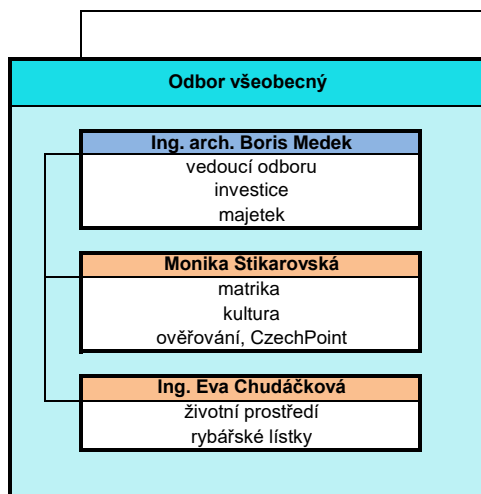 Odbor všeobecný
Ing. arch. Boris Medek
vedoucí odboru
investice
majetek
Monika Stikarovská
matrika
kultura
ověřování, CzechPoint
Ing. Eva Chudáčková
životní prostředí
rybářské lístky